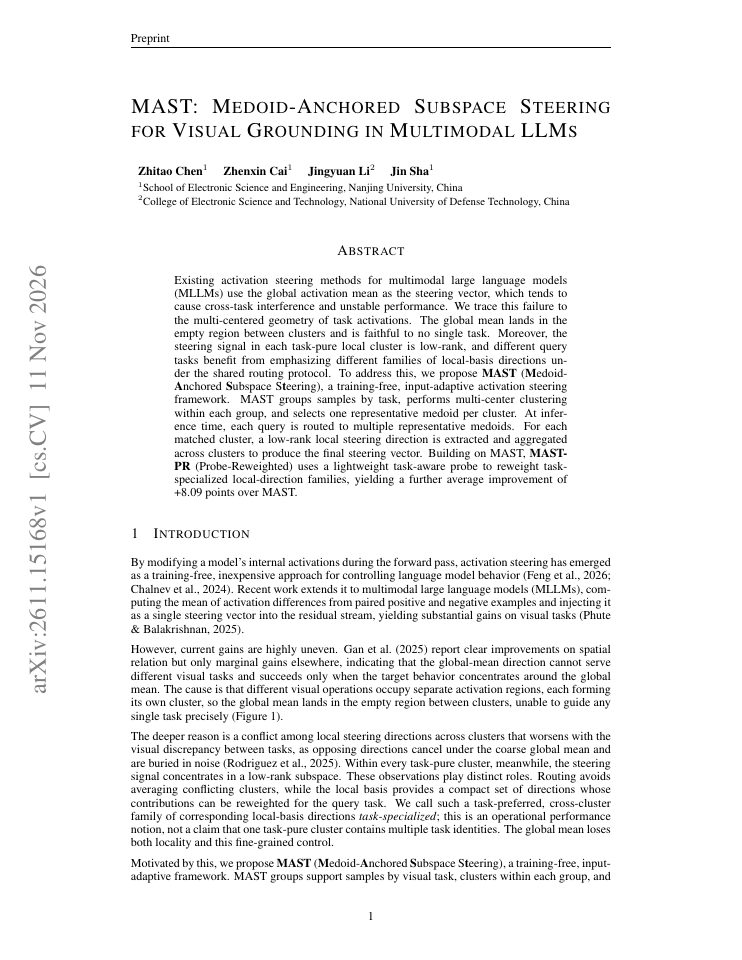 Preprint
MAST: MEDOID-ANCHORED SUBSPACE STEERING
FOR VISUAL GROUNDING IN MULTIMODAL LLMS
Zhitao Chen1 Zhenxin Cai1 Jingyuan Li2 Jin Sha1
1School of Electronic Science and Engineering, Nanjing University, China
2College of Electronic Science and Technology, National University of Defense Technology, China
ABSTRACT
Existing activation steering methods for multimodal large language models
(MLLMs) use the global activation mean as the steering vector, which tends to
cause cross-task interference and unstable performance. We trace this failure to
the multi-centered geometry of task activations. The global mean lands in the
empty region between clusters and is faithful to no single task. Moreover, the
steering signal in each task-pure local cluster is low-rank, and different query
tasks benefit from emphasizing different families of local-basis directions un-
der the shared routing protocol. To address this, we propose MAST (Medoid-
Anchored Subspace Steering), a training-free, input-adaptive activation steering
framework. MAST groups samples by task, performs multi-center clustering
within each group, and selects one representative medoid per cluster. At infer-
ence time, each query is routed to multiple representative medoids. For each
matched cluster, a low-rank local steering direction is extracted and aggregated
across clusters to produce the final steering vector. Building on MAST, MAST-
PR (Probe-Reweighted) uses a lightweight task-aware probe to reweight task-
specialized local-direction families, yielding a further average improvement of
+8.09 points over MAST.
1 INTRODUCTION
By modifying a model's internal activations during the forward pass, activation steering has emerged
as a training-free, inexpensive approach for controlling language model behavior (Feng et al., 2026;
Chalnev et al., 2024). Recent work extends it to multimodal large language models (MLLMs), com-
puting the mean of activation differences from paired positive and negative examples and injecting it
as a single steering vector into the residual stream, yielding substantial gains on visual tasks (Phute
& Balakrishnan, 2025).
However, current gains are highly uneven. Gan et al. (2025) report clear improvements on spatial
relation but only marginal gains elsewhere, indicating that the global-mean direction cannot serve
different visual tasks and succeeds only when the target behavior concentrates around the global
mean. The cause is that different visual operations occupy separate activation regions, each forming
its own cluster, so the global mean lands in the empty region between clusters, unable to guide any
single task precisely (Figure 1).
The deeper reason is a conflict among local steering directions across clusters that worsens with the
visual discrepancy between tasks, as opposing directions cancel under the coarse global mean and
are buried in noise (Rodriguez et al., 2025). Within every task-pure cluster, meanwhile, the steering
signal concentrates in a low-rank subspace. These observations play distinct roles. Routing avoids
averaging conflicting clusters, while the local basis provides a compact set of directions whose
contributions can be reweighted for the query task. We call such a task-preferred, cross-cluster
family of corresponding local-basis directions task-specialized; this is an operational performance
notion, not a claim that one task-pure cluster contains multiple task identities. The global mean loses
both locality and this fine-grained control.
Motivated by this, we propose MAST (Medoid-Anchored Subspace Steering), a training-free, input-
adaptive framework. MAST groups support samples by visual task, clusters within each group, and
1
arXiv:2611.15168v1 [cs.CV] 11 Nov 2026